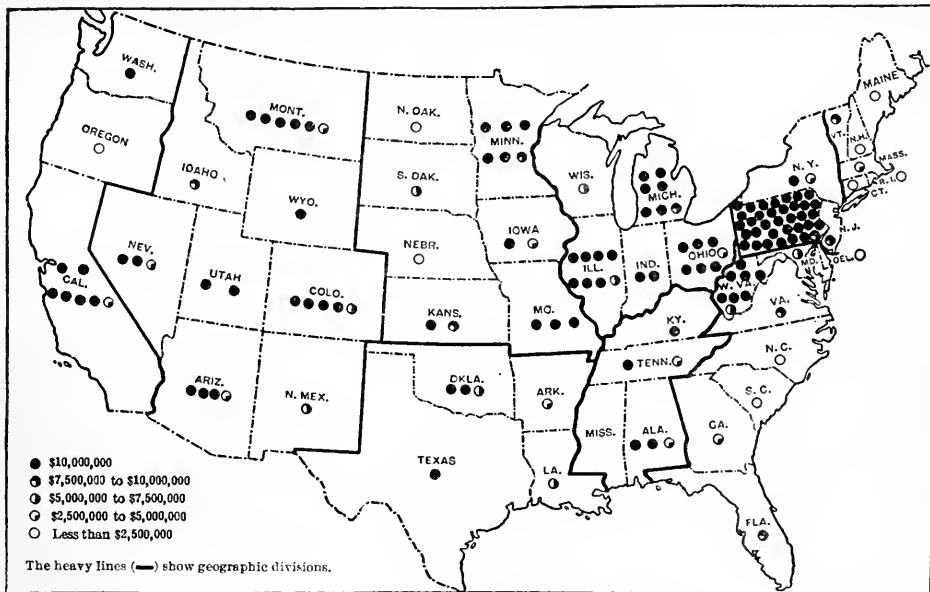 WASH.
MONT.
N. DAK.
MINN.
MAINE
VT.
N.H.
OREGON
IDAHO
S. DAK.
WIS.
MICH.
N. Y.
MASS.
R. I.
CT.
WYO.
IOWA
NEBR.
N. J.
NEV.
UTAH
COLO.
CAL.
ILL.
IND.
OHIO
MD.
DEL.
W. VA.
KANS.
MO.
KY.
VA.
ARIZ.
N. MEX.
OKLA.
ARK.
TENN.
N. C.
S. C.
MISS.
ALA.
GA.
TEXAS
LA.
FLA.
$10,000,000
$7,500,000 to $10,000,000
$5,000,000 to $7,500,000
$2,500,000 to $5,000,000
Less than $2,500,000
The heavy lines (━) show geographic divisions.